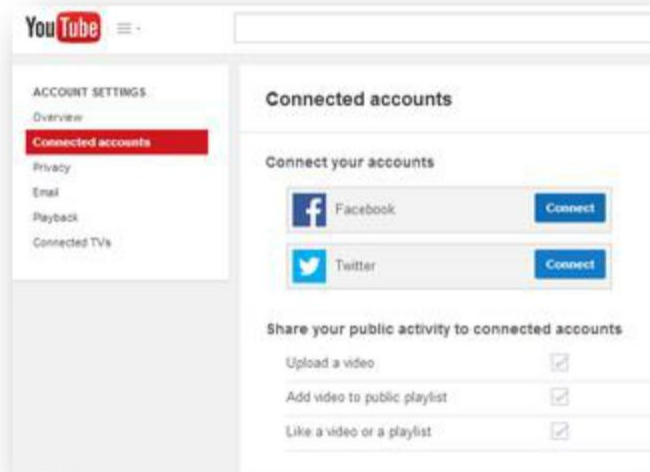 YouTube
ACCOUNT SETTINGS
Overview
Connected accounts
Privacy
Email
Playback
Connected TVs
Connected accounts
Connect your accounts
Facebook Connect
Twitter Connect
Share your public activity to connected accounts
Upload a video
Add video to public playlist
Like a video or a playlist